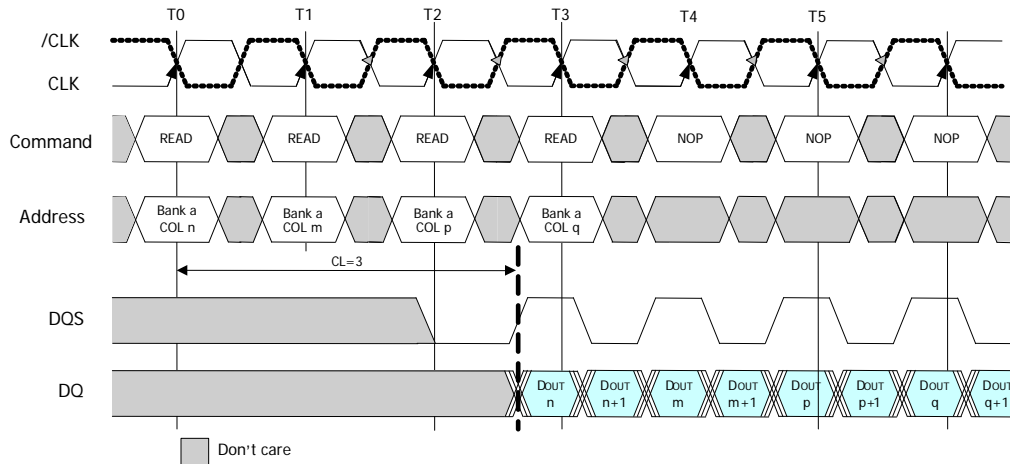 T0 T1 T2 T3 T4 T5
/CLK
CLK
Command READ READ READ READ NOP NOP NOP
Address Bank a COL n Bank a COL m Bank a COL p Bank a COL q
CL=3
DQS
DQ DOUT n DOUT n+1 DOUT m DOUT m+1 DOUT p DOUT p+1 DOUT q DOUT q+1
Don't care